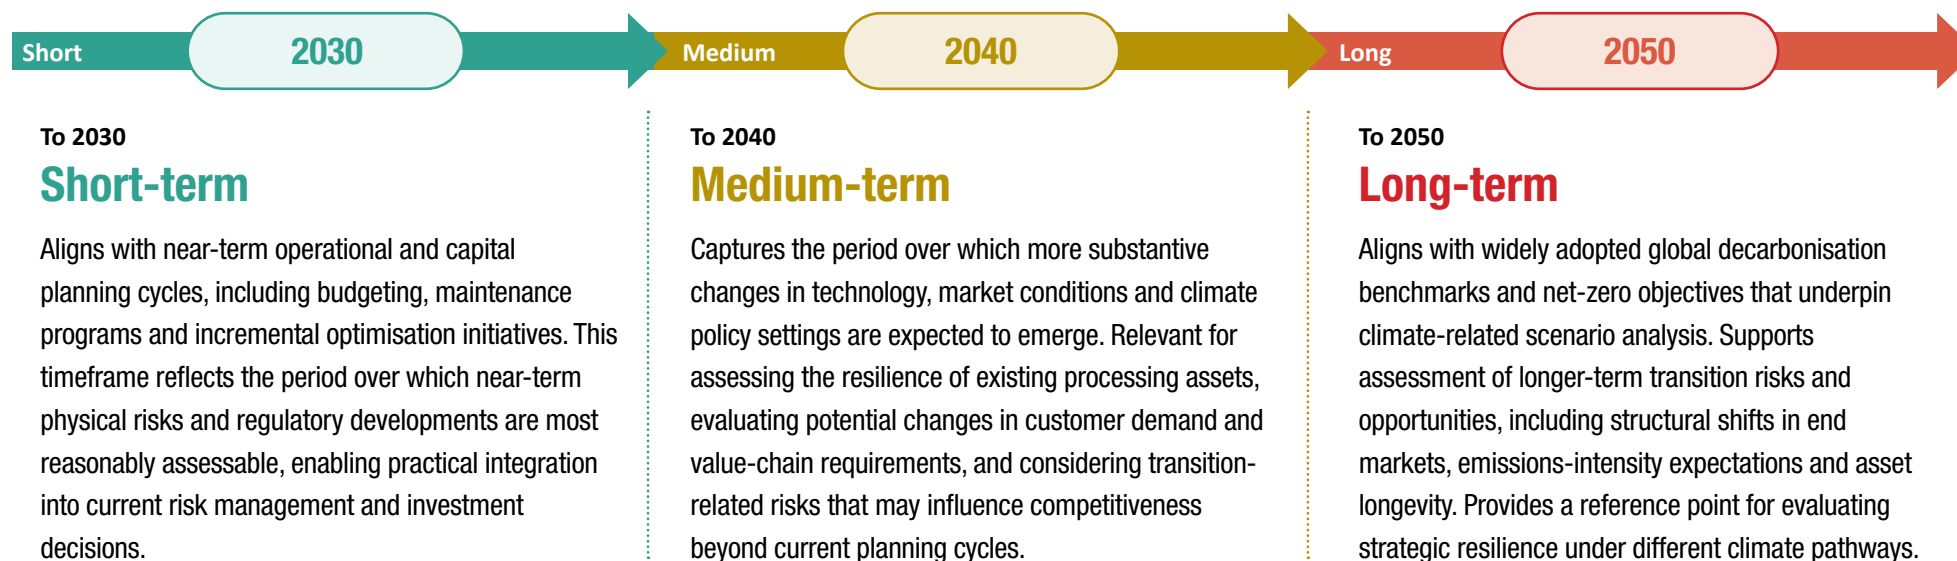 Short
2030
Medium
2040
Long
2050
To 2030
Short-term
Aligns with near-term operational and capital
planning cycles, including budgeting, maintenance
programs and incremental optimisation initiatives. This
timeframe reflects the period over which near-term
physical risks and regulatory developments are most
reasonably assessable, enabling practical integration
into current risk management and investment
decisions.
To 2040
Medium-term
Captures the period over which more substantive
changes in technology, market conditions and climate
policy settings are expected to emerge. Relevant for
assessing the resilience of existing processing assets,
evaluating potential changes in customer demand and
value-chain requirements, and considering transition-
related risks that may influence competitiveness
beyond current planning cycles.
To 2050
Long-term
Aligns with widely adopted global decarbonisation
benchmarks and net-zero objectives that underpin
climate-related scenario analysis. Supports
assessment of longer-term transition risks and
opportunities, including structural shifts in end
markets, emissions-intensity expectations and asset
longevity. Provides a reference point for evaluating
strategic resilience under different climate pathways.